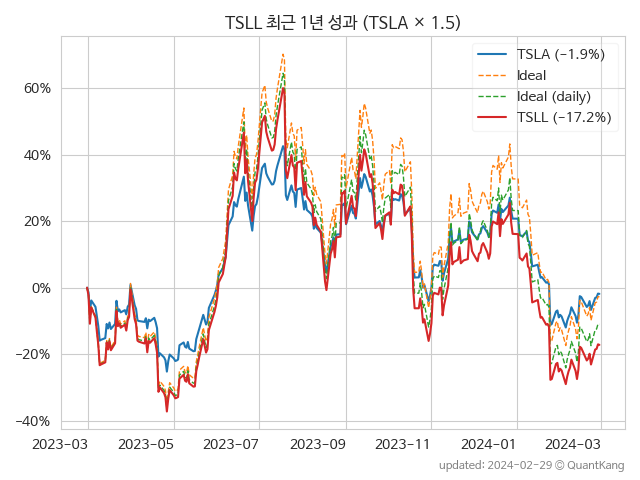 TSLL 최근 1년 성과 (TSLA × 1.5)
TSLA (−1.9%)
Ideal
Ideal (daily)
TSLL (−17.2%)
60%
40%
20%
0%
−20%
−40%
2023−03
2023−05
2023−07
2023−09
2023−11
2024−01
2024−03
updated: 2024−02−29 © QuantKang